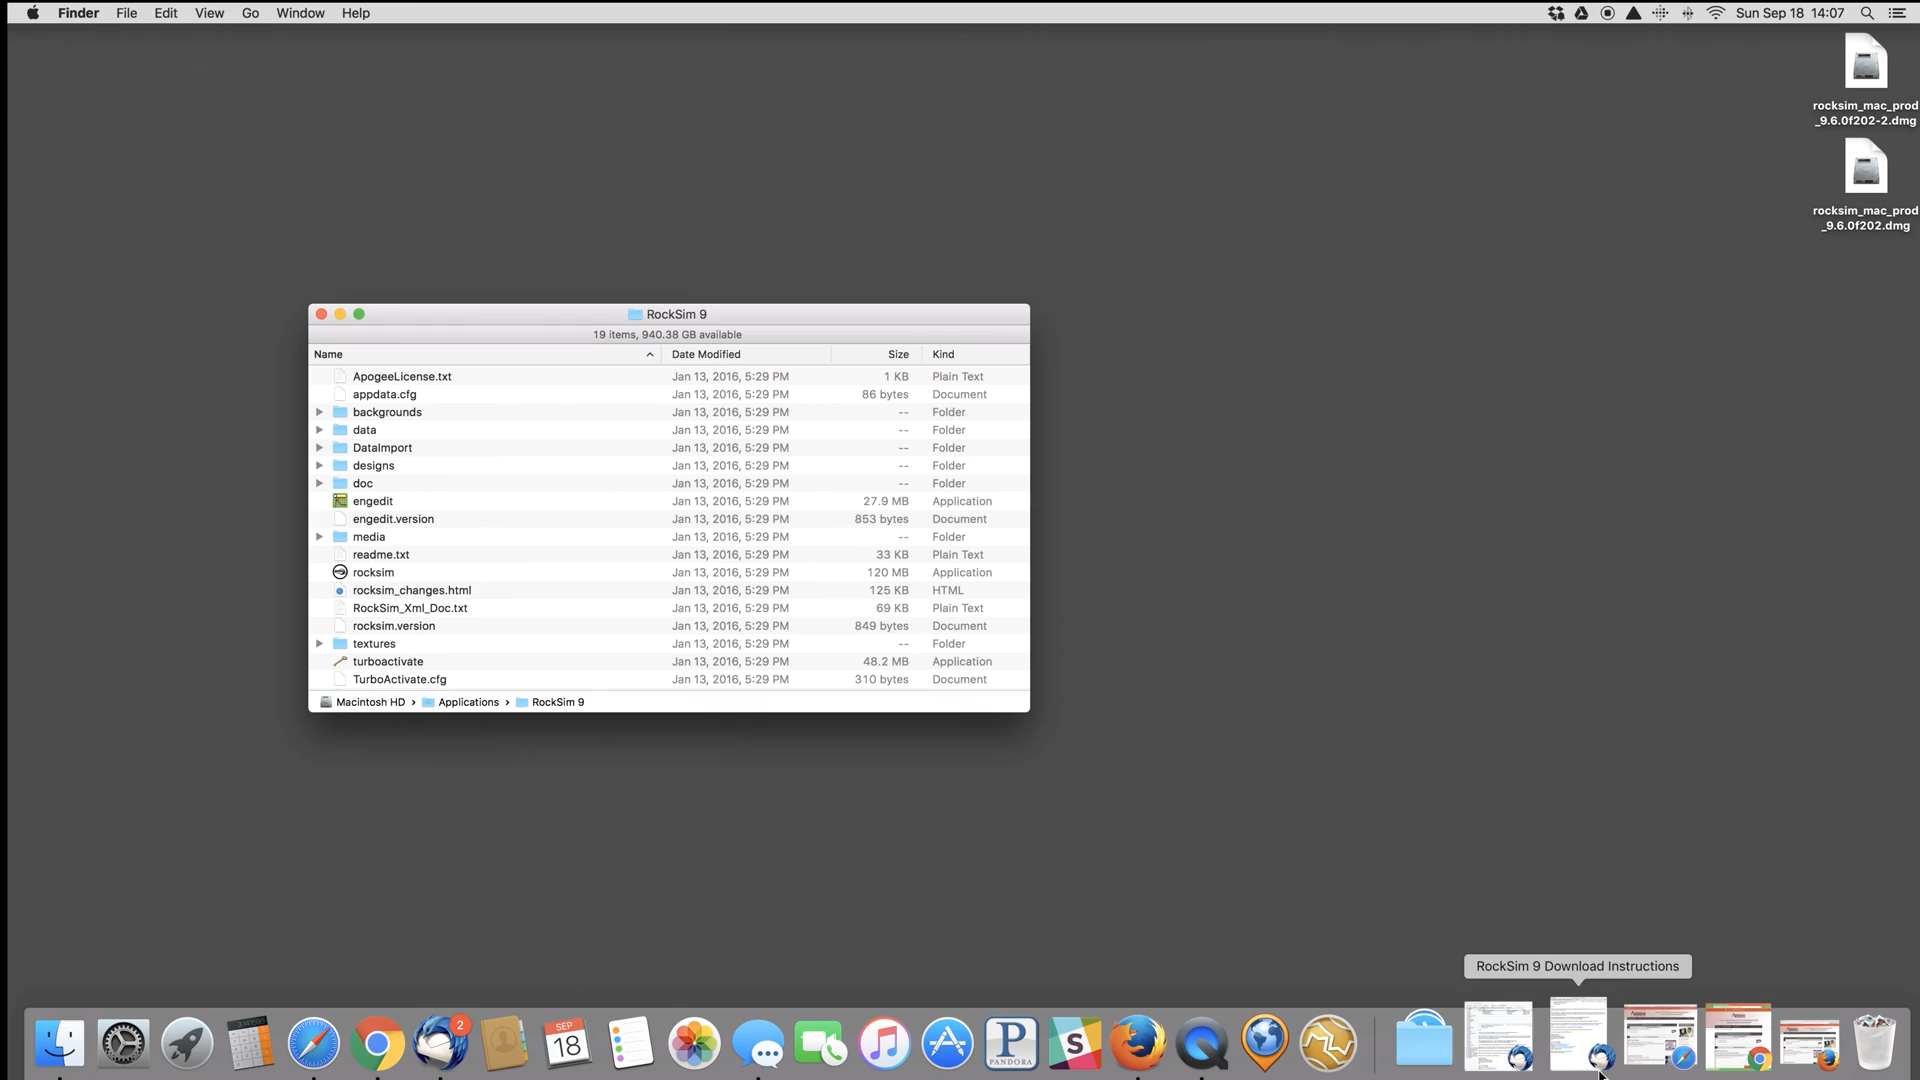 Finder File Edit View Go Window Help
Sun Sep 18 14:07
rocksim_mac_prod
_9.6.0f202-2.dmg
rocksim_mac_prod
_9.6.0f202.dmg
RockSim 9
19 items, 940.38 GB available
Name Date Modified Size Kind
ApogeeLicense.txt Jan 13, 2016, 5:29 PM 1 KB Plain Text
appdata.cfg Jan 13, 2016, 5:29 PM 86 bytes Document
backgrounds Jan 13, 2016, 5:29 PM -- Folder
data Jan 13, 2016, 5:29 PM -- Folder
DataImport Jan 13, 2016, 5:29 PM -- Folder
designs Jan 13, 2016, 5:29 PM -- Folder
doc Jan 13, 2016, 5:29 PM -- Folder
engedit Jan 13, 2016, 5:29 PM 27.9 MB Application
engedit.version Jan 13, 2016, 5:29 PM 853 bytes Document
media Jan 13, 2016, 5:29 PM -- Folder
readme.txt Jan 13, 2016, 5:29 PM 33 KB Plain Text
rocksim Jan 13, 2016, 5:29 PM 120 MB Application
rocksim_changes.html Jan 13, 2016, 5:29 PM 125 KB HTML
RockSim_Xml_Doc.txt Jan 13, 2016, 5:29 PM 69 KB Plain Text
rocksim.version Jan 13, 2016, 5:29 PM 849 bytes Document
textures Jan 13, 2016, 5:29 PM -- Folder
turboactivate Jan 13, 2016, 5:29 PM 48.2 MB Application
TurboActivate.cfg Jan 13, 2016, 5:29 PM 310 bytes Document
Macintosh HD › Applications › RockSim 9
RockSim 9 Download Instructions
2
SEP
18
P
PANDORA
S